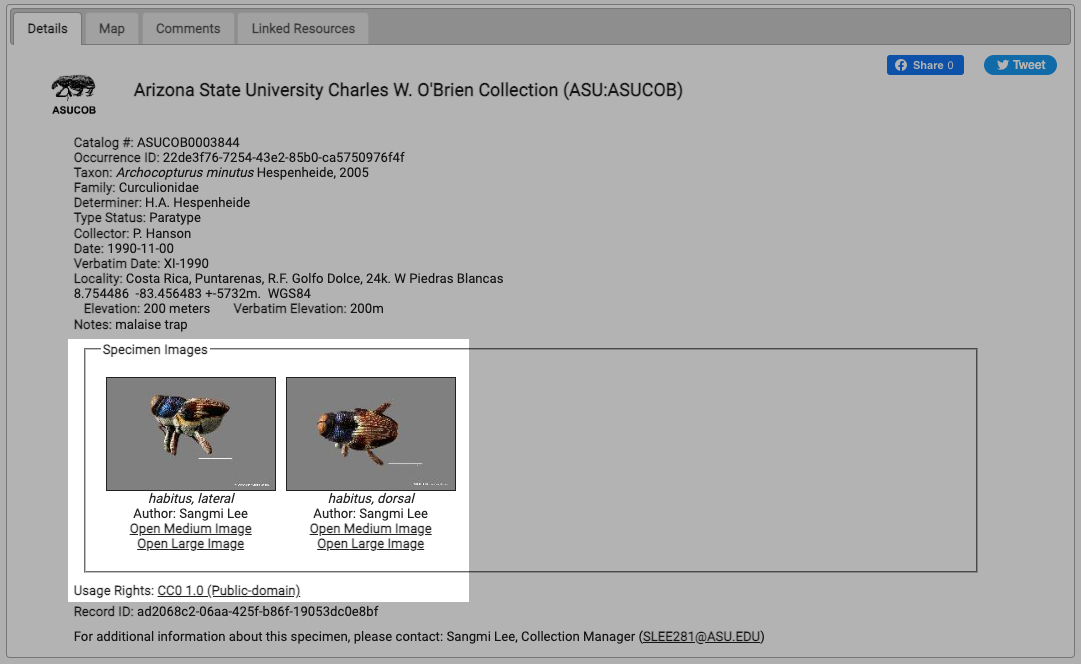 Details Map Comments Linked Resources
Share 0 Tweet
ASUCOB
Arizona State University Charles W. O'Brien Collection (ASU:ASUCOB)
Catalog #: ASUCOB0003844
Occurrence ID: 22de3f76-7254-43e2-85b0-ca5750976f4f
Taxon: Archocopturus minutus Hespenheide, 2005
Family: Curculionidae
Determiner: H.A. Hespenheide
Type Status: Paratype
Collector: P. Hanson
Date: 1990-11-00
Verbatim Date: XI-1990
Locality: Costa Rica, Puntarenas, R.F. Golfo Dolce, 24k. W Piedras Blancas
8.754486 -83.456483 +-5732m. WGS84
Elevation: 200 meters Verbatim Elevation: 200m
Notes: malaise trap
Specimen Images
habitus, lateral habitus, dorsal
Author: Sangmi Lee Author: Sangmi Lee
Open Medium Image Open Medium Image
Open Large Image Open Large Image
Usage Rights: CC0 1.0 (Public-domain)
Record ID: ad2068c2-06aa-425f-b86f-19053dc0e8bf
For additional information about this specimen, please contact: Sangmi Lee, Collection Manager (SLEE281@ASU.EDU)